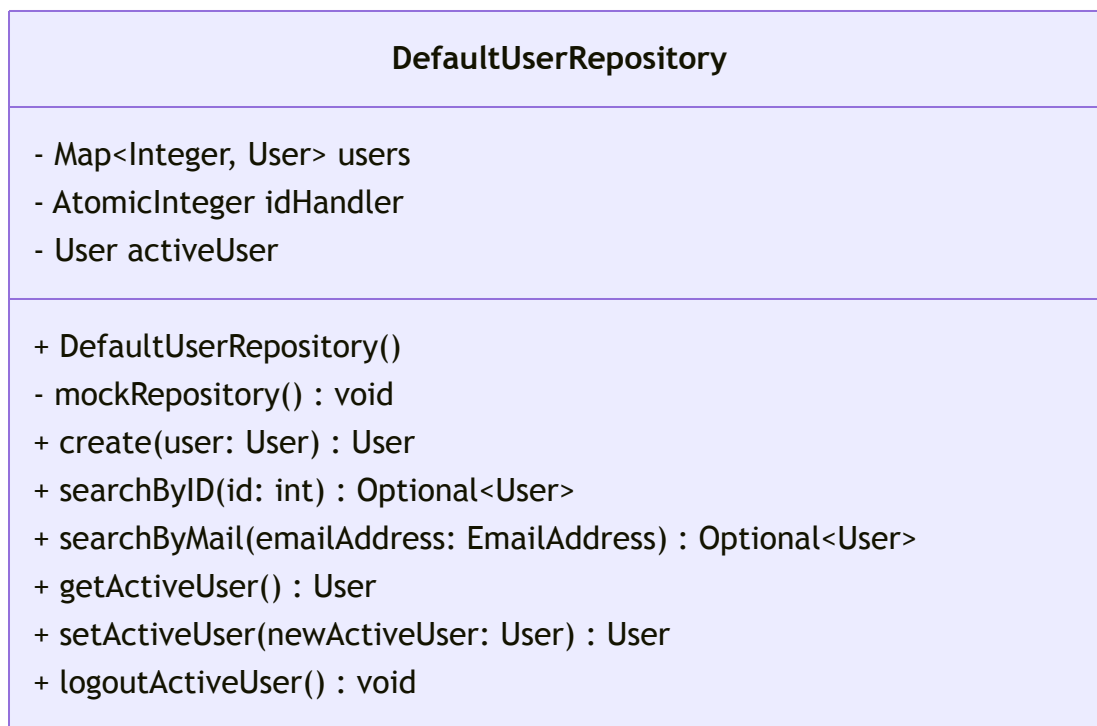 DefaultUserRepository
- Map<Integer, User> users
- AtomicInteger idHandler
- User activeUser
+ DefaultUserRepository()
- mockRepository() : void
+ create(user: User) : User
+ searchByID(id: int) : Optional<User>
+ searchByMail(emailAddress: EmailAddress) : Optional<User>
+ getActiveUser() : User
+ setActiveUser(newActiveUser: User) : User
+ logoutActiveUser() : void